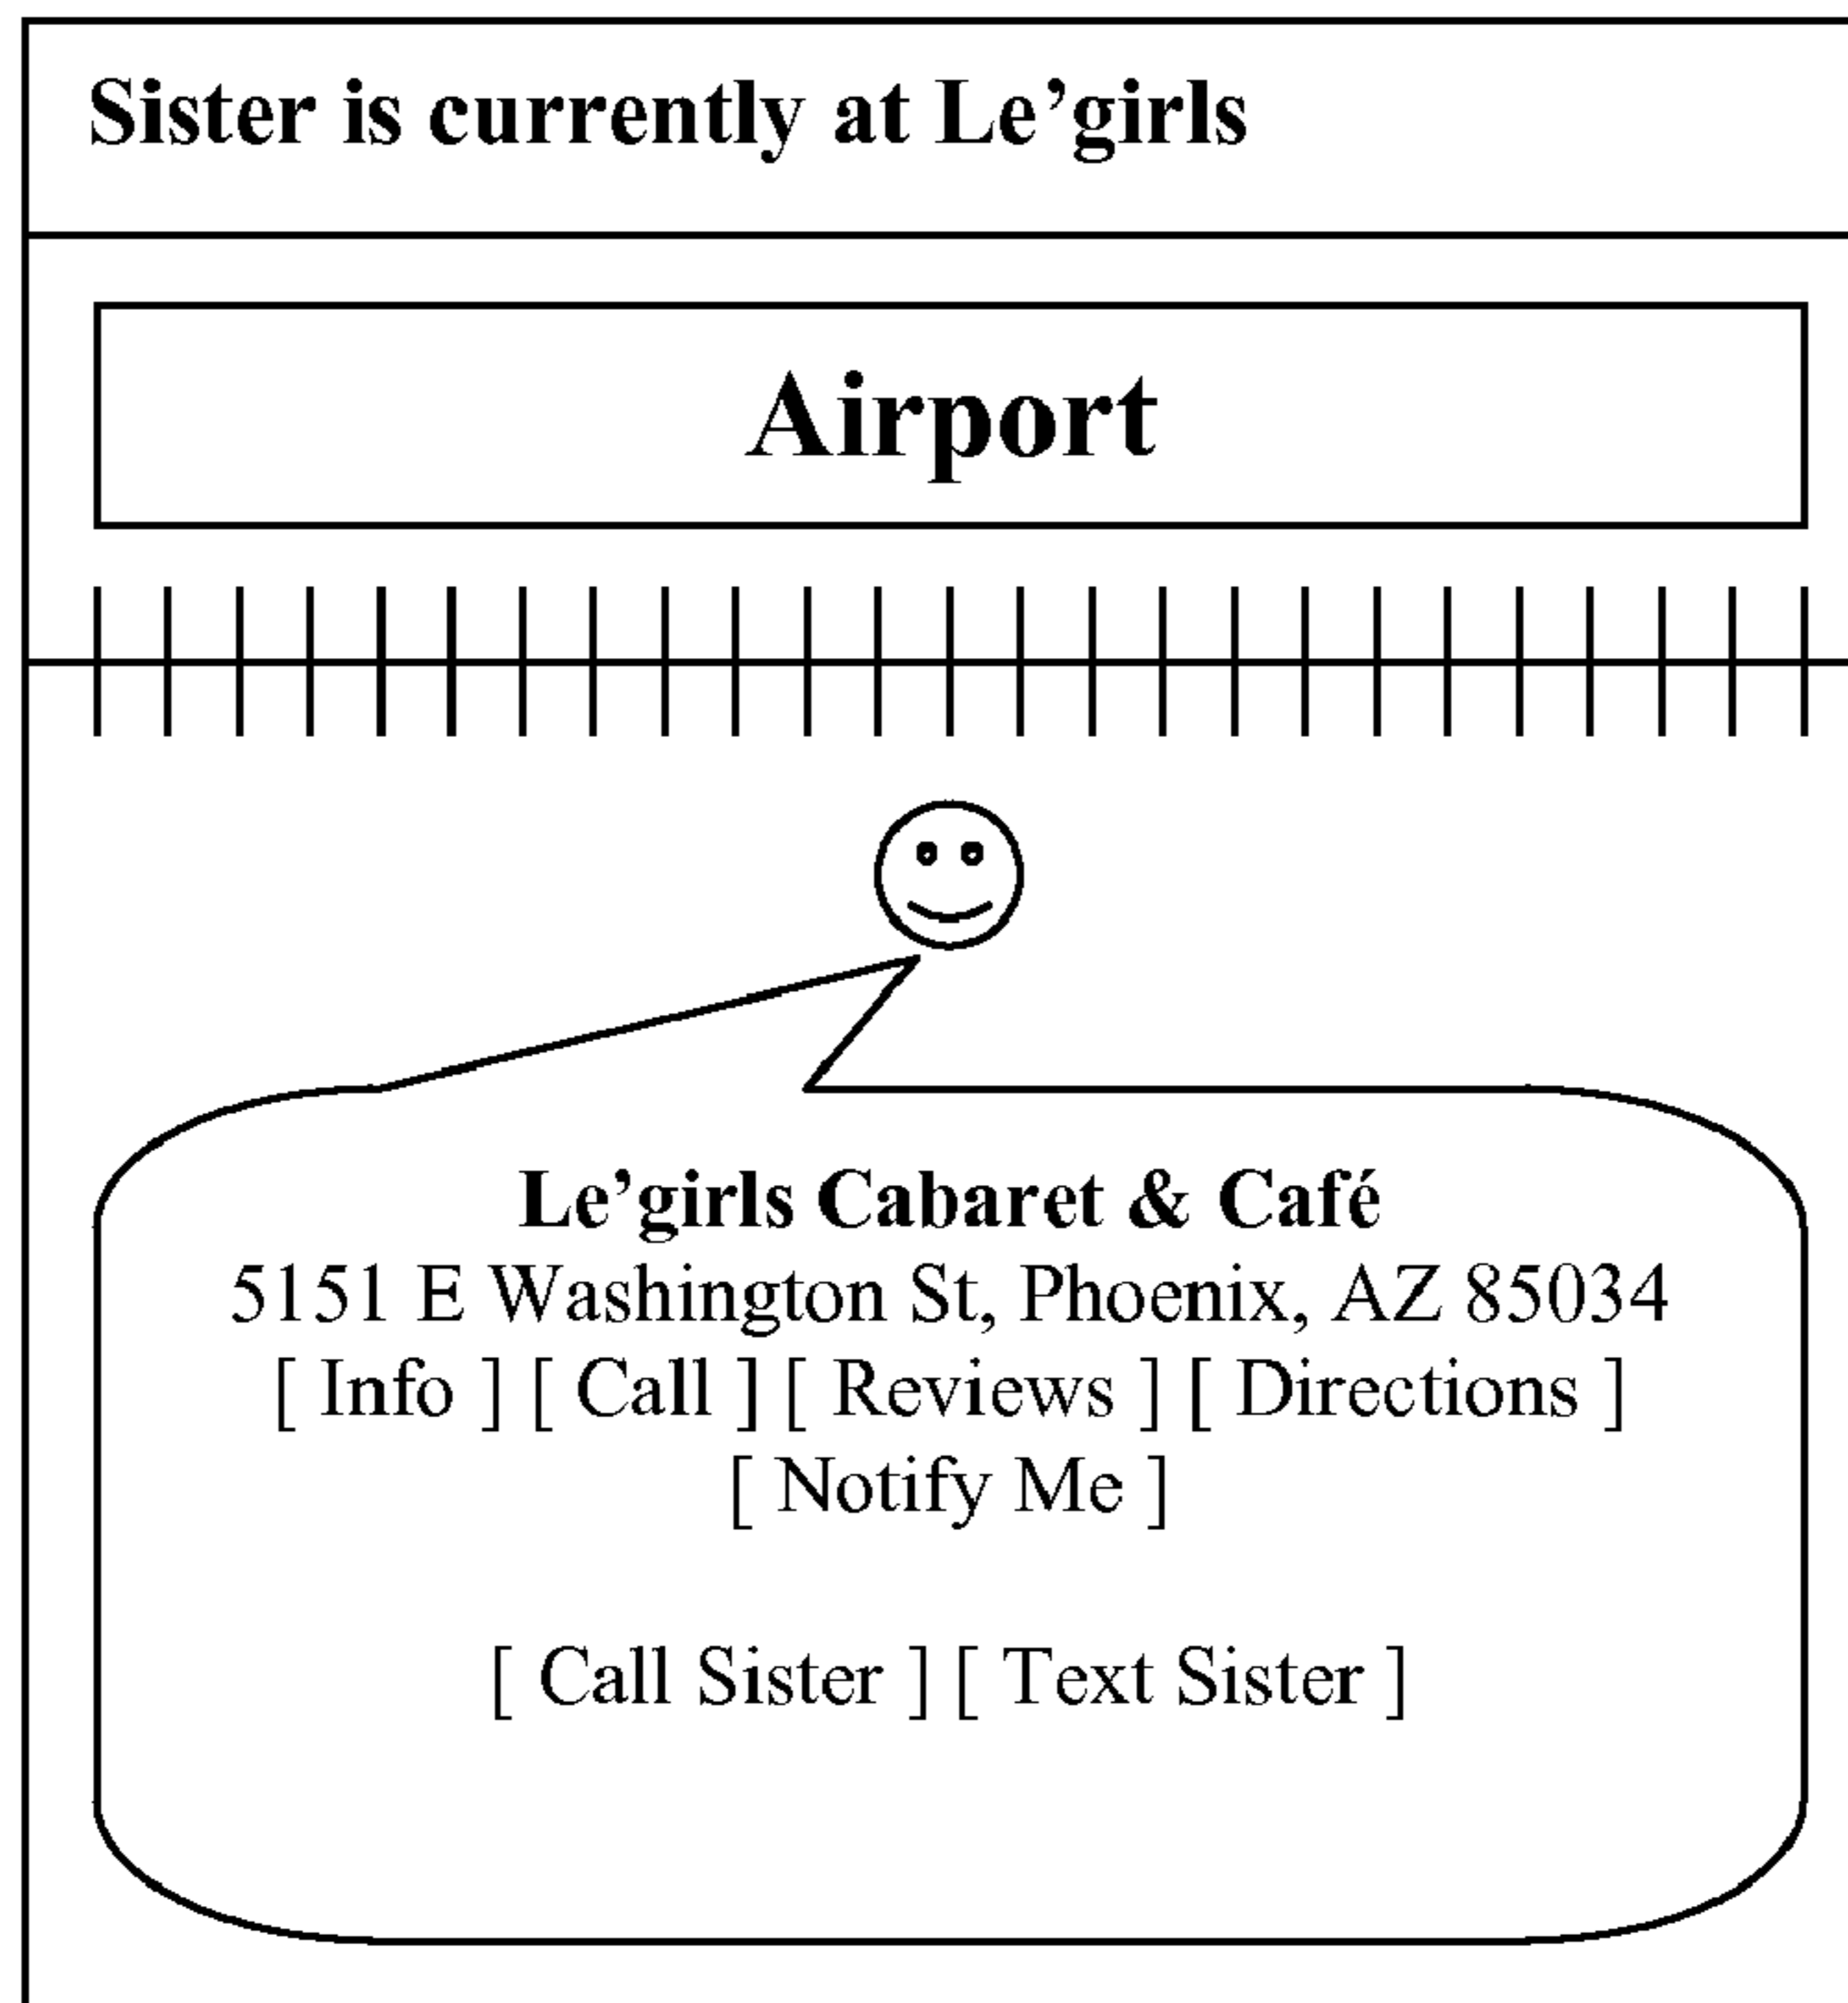 Sister is currently at Le’girls
Airport
Le’girls Cabaret & Café
5151 E Washington St, Phoenix, AZ 85034
[ Info ] [ Call ] [ Reviews ] [ Directions ]
[ Notify Me ]
[ Call Sister ] [ Text Sister ]